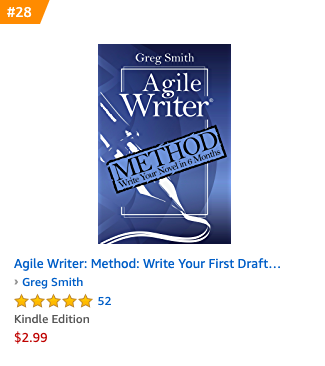 #28
Greg Smith
Agile
Writer®
METHOD
Write Your Novel in 6 Months
Agile Writer: Method: Write Your First Draft...
› Greg Smith
52
Kindle Edition
$2.99